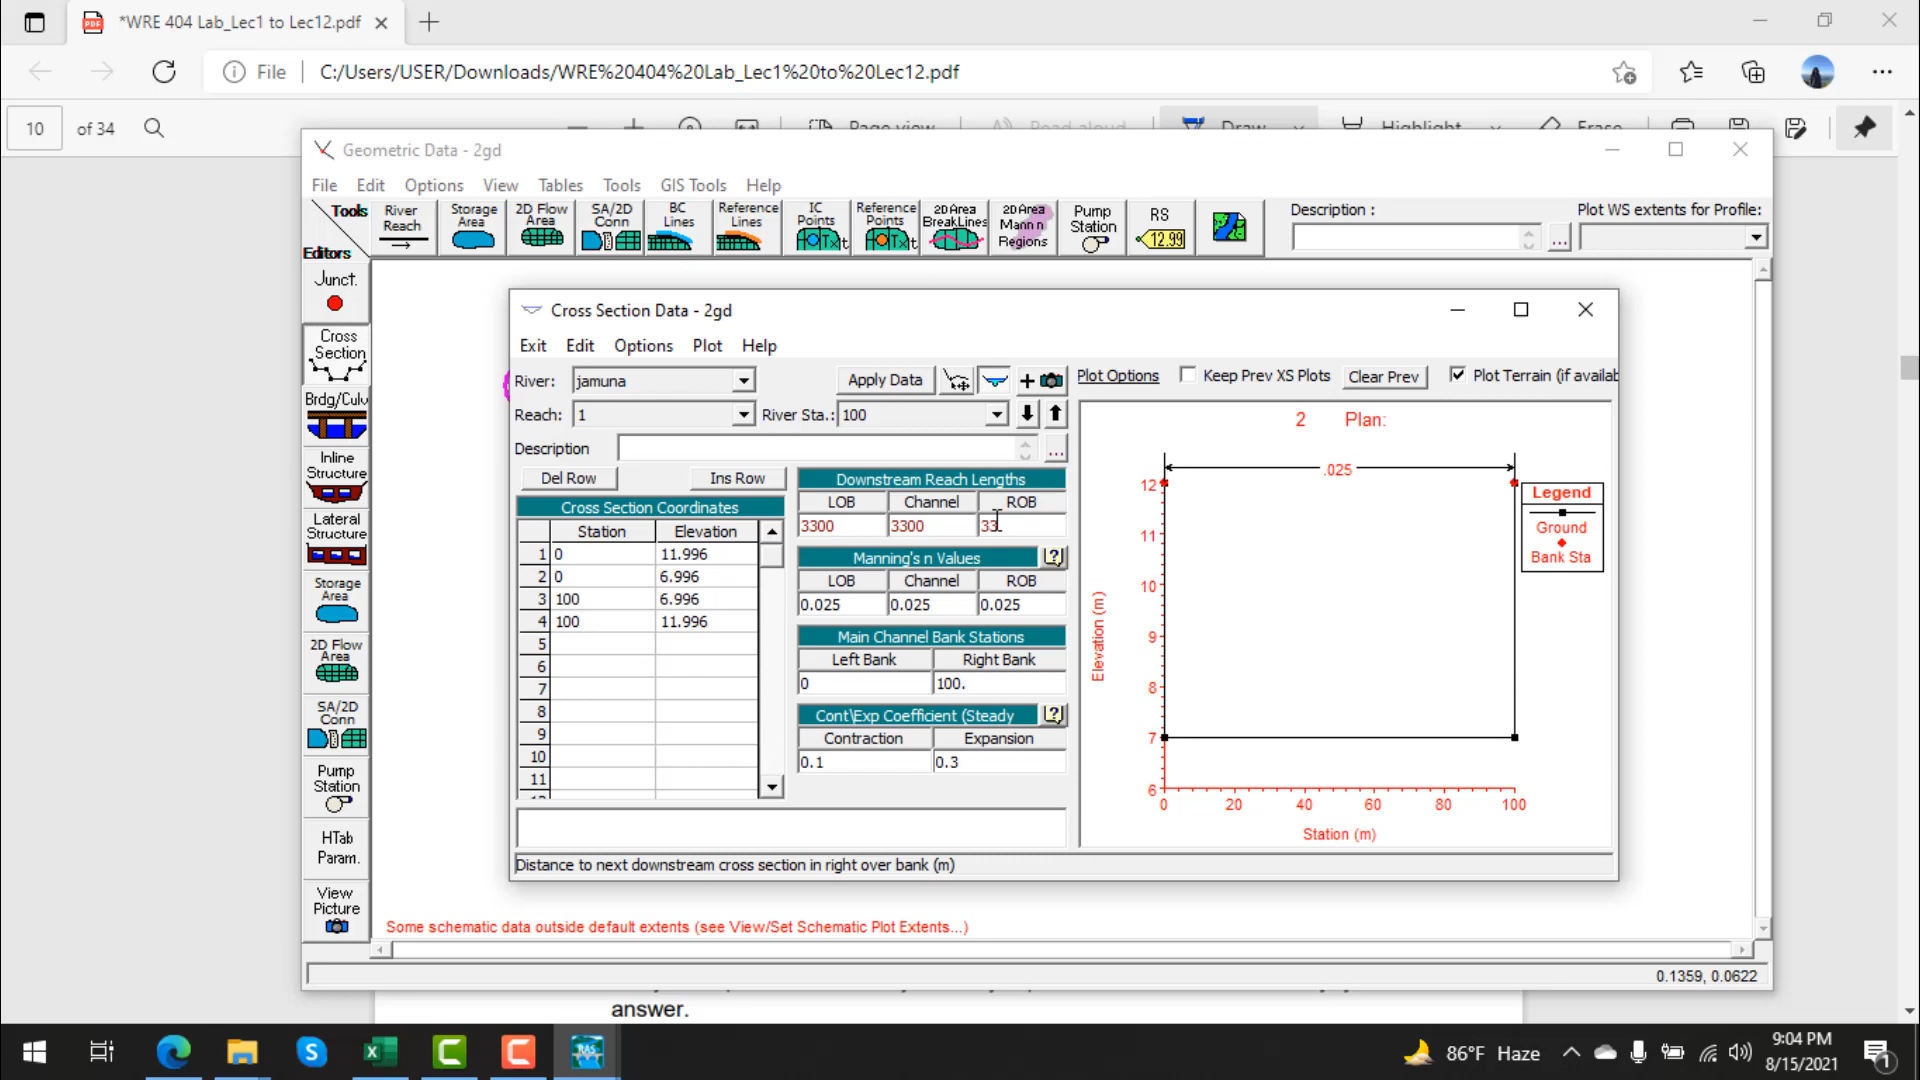 *WRE 404 Lab_Lec1 to Lec12.pdf
File
C:/Users/USER/Downloads/WRE%20404%20Lab_Lec1%20to%20Lec12.pdf
10 of 34
Page view
Read aloud
Draw
Highlight
Erase
Geometric Data - 2gd
File Edit Options View Tables Tools GIS Tools Help
Tools
Editors
River Reach
Storage Area
2D Flow Area
SA/2D Conn
BC Lines
Reference Lines
IC Points
Reference Points
2D Area BreakLines
2D Area Mann n Regions
Pump Station
RS
12.99
Description :
...
Plot WS extents for Profile:
Junct.
Cross Section
Brdg/Culv
Inline Structure
Lateral Structure
Storage Area
2D Flow Area
SA/2D Conn
Pump Station
HTab Param.
View Picture
Cross Section Data - 2gd
Exit Edit Options Plot Help
River: jamuna
Apply Data
Reach: 1
River Sta.: 100
Description
...
Del Row Ins Row
Cross Section Coordinates
Station Elevation
1 0 11.996
2 0 6.996
3 100 6.996
4 100 11.996
5
6
7
8
9
10
11
Downstream Reach Lengths
LOB Channel ROB
3300 3300 33
Manning's n Values
LOB Channel ROB
0.025 0.025 0.025
Main Channel Bank Stations
Left Bank Right Bank
0 100.
Cont\Exp Coefficient (Steady
Contraction Expansion
0.1 0.3
Distance to next downstream cross section in right over bank (m)
Plot Options
Keep Prev XS Plots
Clear Prev
Plot Terrain (if availab
2 Plan:
.025
12
11
10
9
8
7
6
Elevation (m)
0 20 40 60 80 100
Station (m)
Legend
Ground
Bank Sta
Some schematic data outside default extents (see View/Set Schematic Plot Extents...)
0.1359, 0.0622
answer.
86°F Haze
9:04 PM
8/15/2021
1